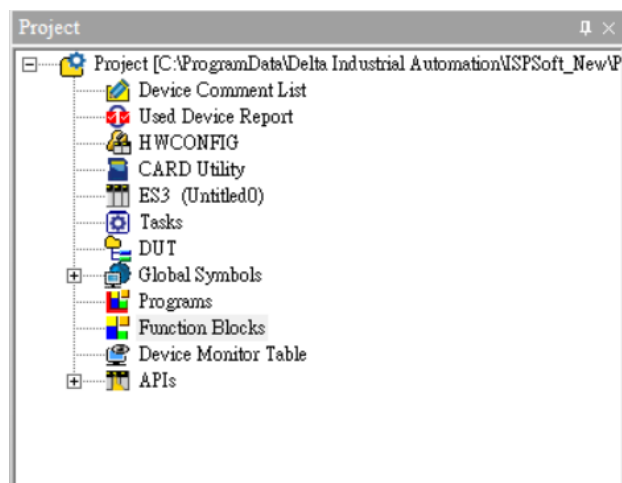 Project
Project [C:\ProgramData\Delta Industrial Automation\ISPSoft_New\P
Device Comment List
Used Device Report
HWCONFIG
CARD Utility
ES3 (Untitled0)
Tasks
DUT
Global Symbols
Programs
Function Blocks
Device Monitor Table
APIs